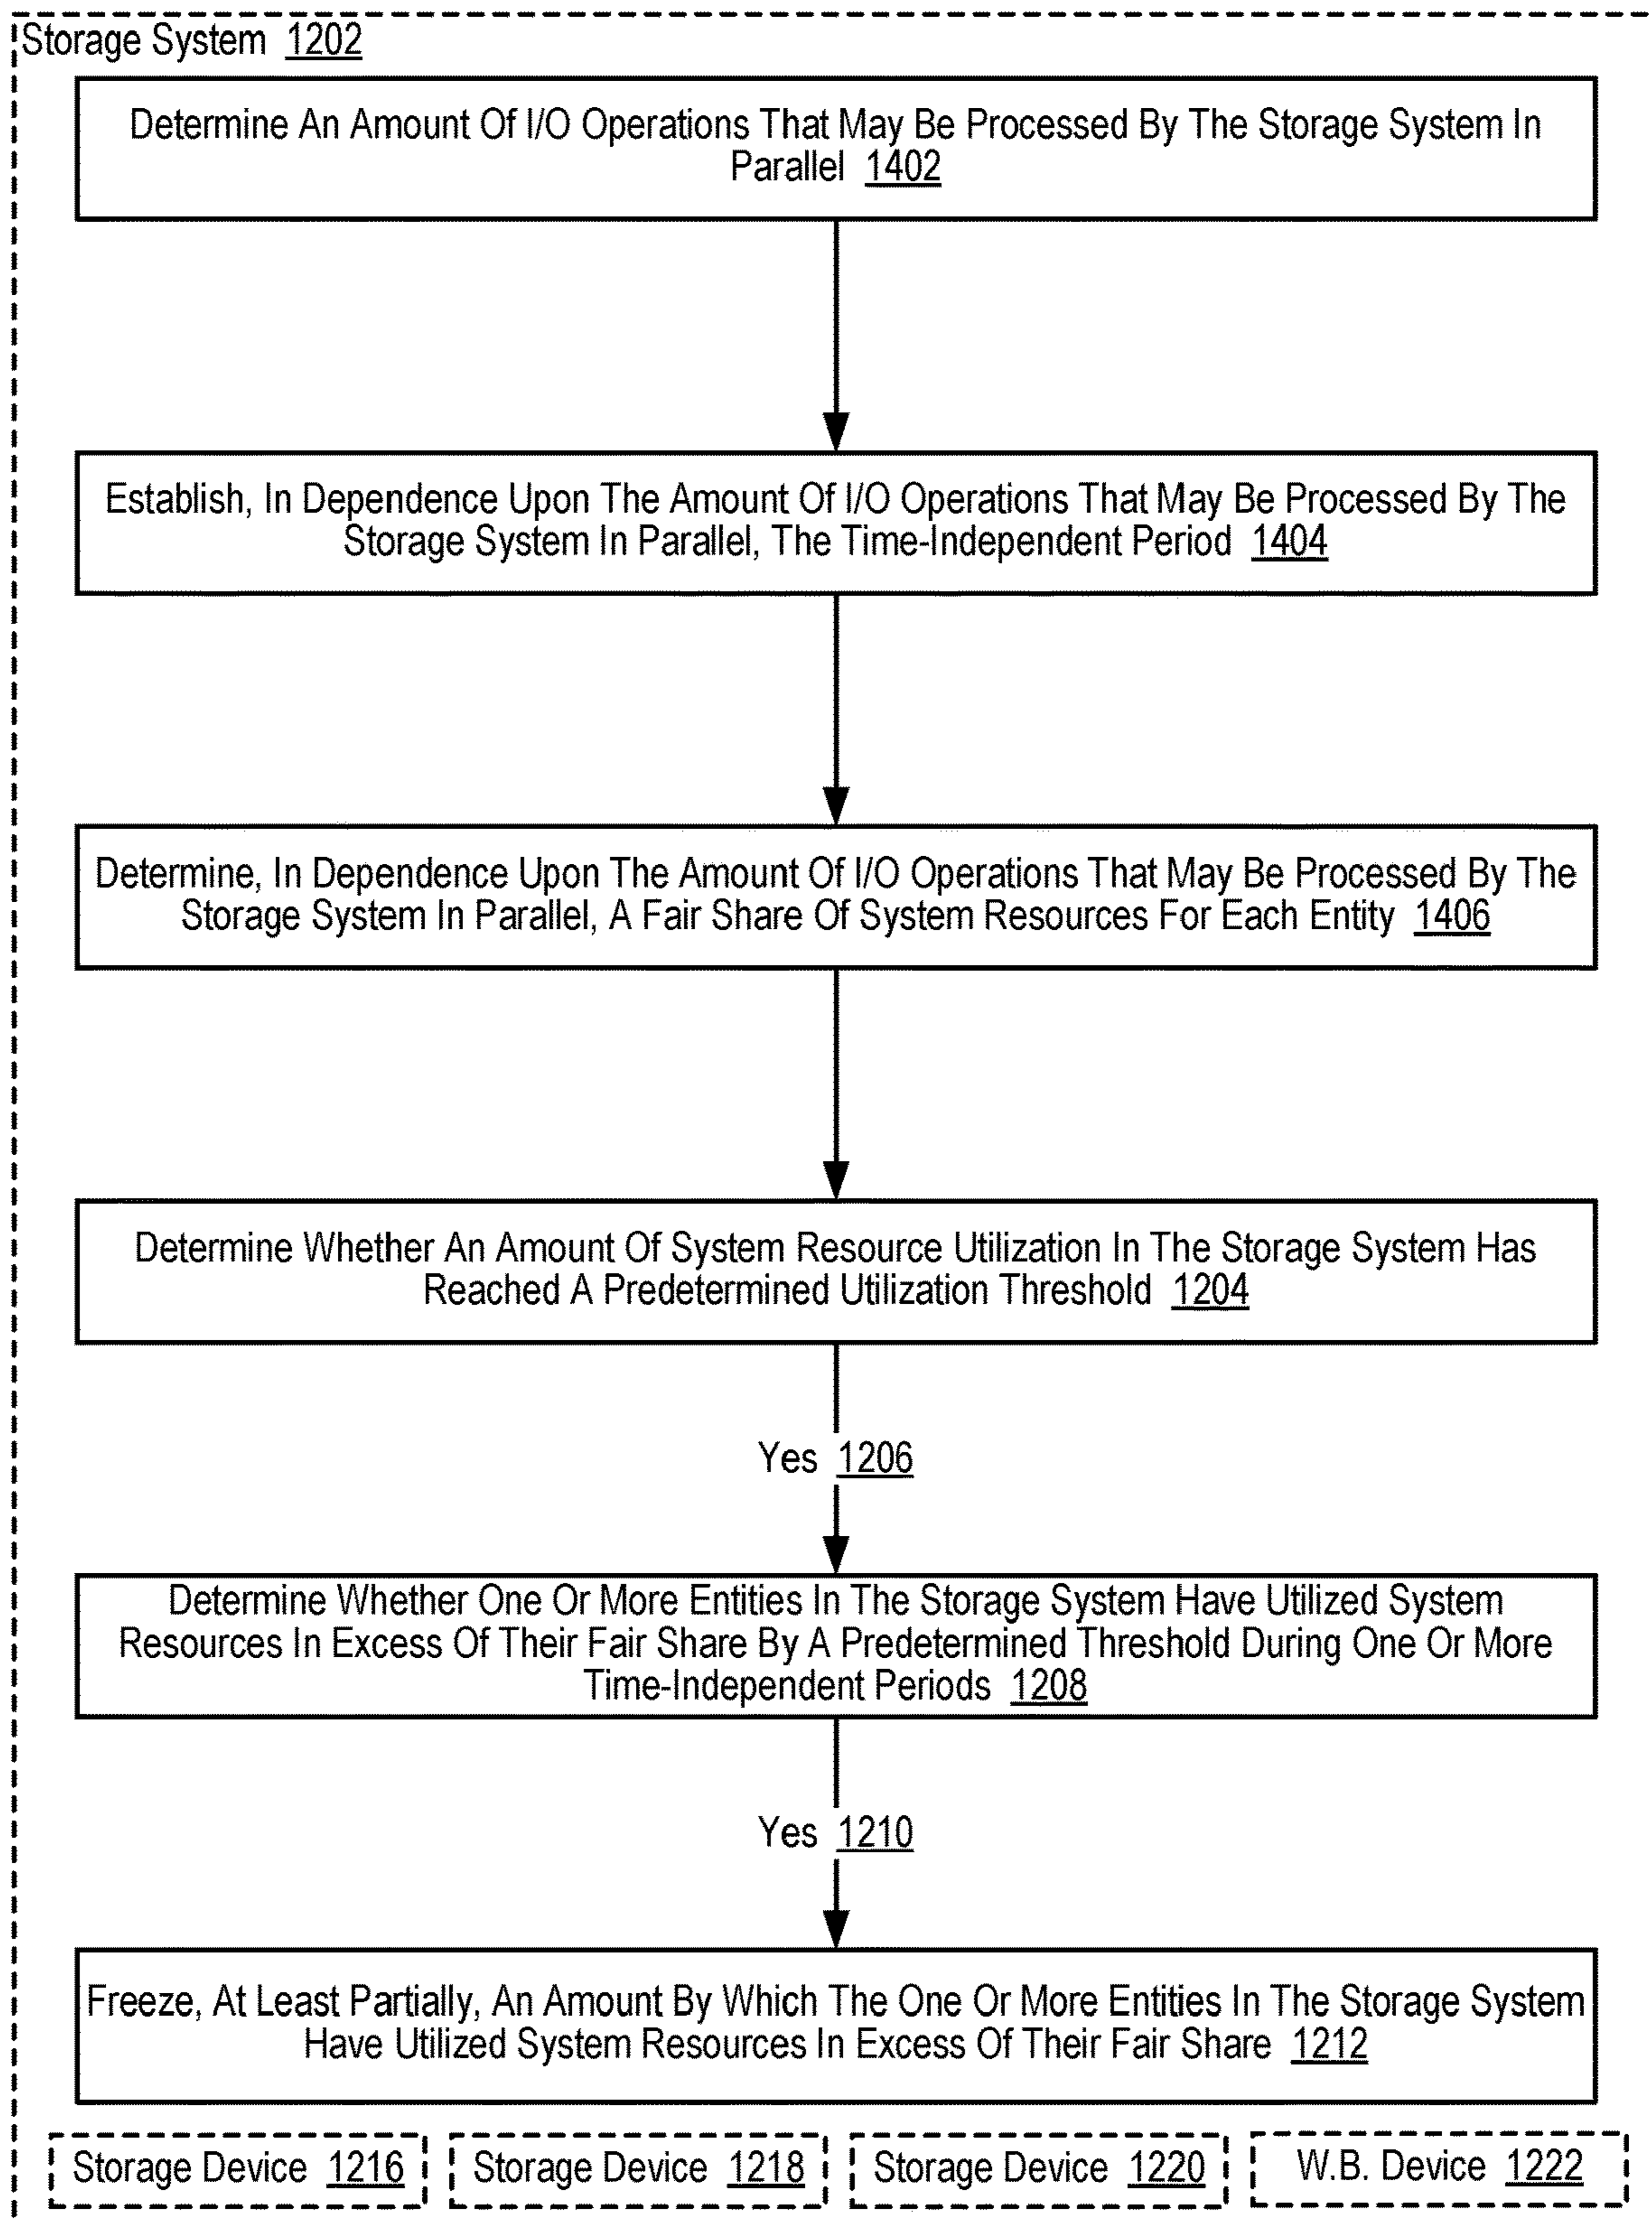 Storage System 1202
Determine An Amount Of I/O Operations That May Be Processed By The Storage System In
Parallel 1402
Establish, In Dependence Upon The Amount Of I/O Operations That May Be Processed By The
Storage System In Parallel, The Time-Independent Period 1404
Determine, In Dependence Upon The Amount Of I/O Operations That May Be Processed By The
Storage System In Parallel, A Fair Share Of System Resources For Each Entity 1406
Determine Whether An Amount Of System Resource Utilization In The Storage System Has
Reached A Predetermined Utilization Threshold 1204
Yes 1206
Determine Whether One Or More Entities In The Storage System Have Utilized System
Resources In Excess Of Their Fair Share By A Predetermined Threshold During One Or More
Time-Independent Periods 1208
Yes 1210
Freeze, At Least Partially, An Amount By Which The One Or More Entities In The Storage System
Have Utilized System Resources In Excess Of Their Fair Share 1212
Storage Device 1216
Storage Device 1218
Storage Device 1220
W.B. Device 1222